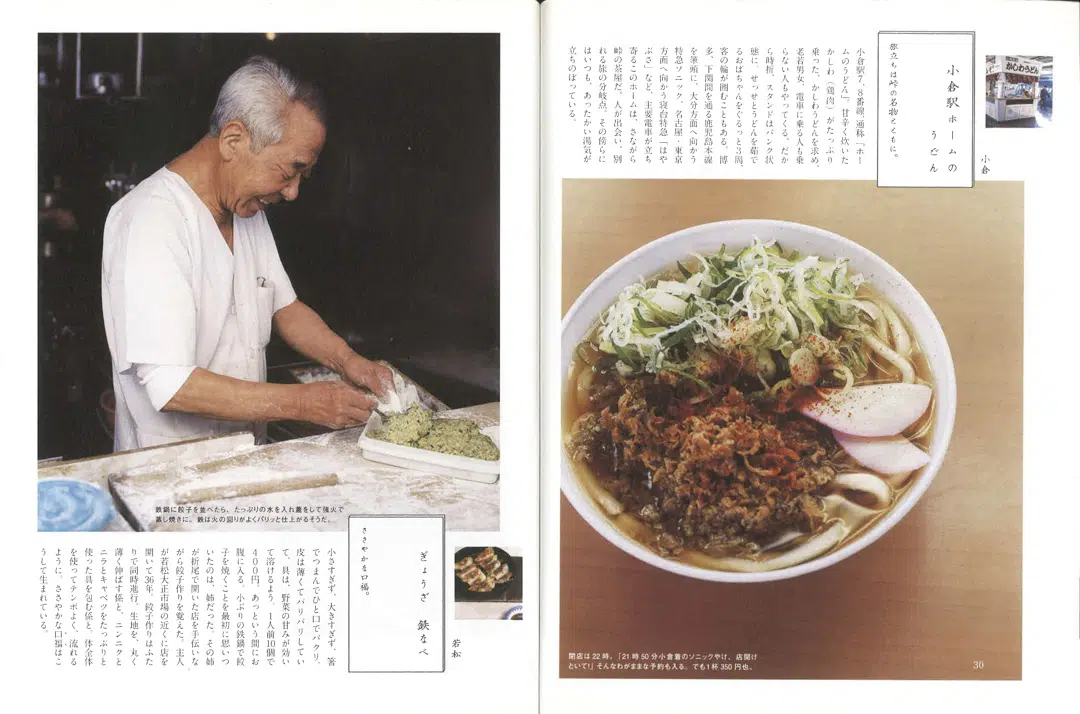 小倉
小倉駅ホームの
うどん
旅立ちは峠の名物とともに。
かしわうどん
小倉駅7、8番線、通称『ホー
ムのうどん』。甘辛く炊いた
かしわ（鶏肉）がたっぷり
乗った、かしわうどんを求め、
老若男女、電車に乗る人も乗
らない人もやってくる。だか
ら時折、スタンドはパンク状
態に。せっせとうどんを茹で
るおばちゃんをぐるっと3周、
客の輪が囲むこともある。博
多、下関間を通る鹿児島本線
を筆頭に、大分方面へ向かう
特急ソニック、名古屋、東京
方面へ向かう寝台特急『はや
ぶさ』など、主要電車が立ち
寄るこのホームは、さながら
峠の茶屋だ。人が出会い、別
れる旅の分岐点。その傍らに
はいつも、あったかい湯気が
立ちのぼっている。
閉店は22時。「21時50分小倉着のソニックやけ、店開け
といて!」そんなわがままな予約も入る。でも1杯350円也。
30
鉄鍋に餃子を並べたら、たっぷりの水を入れ蓋をして強火で
蒸し焼きに。鉄は火の回りがよくパリッと仕上がるそうだ。
若松
ぎょうざ 鉄なべ
ささやかな口福。
小さすぎず、大きすぎず、箸
でつまんでひと口でパクリ。
皮は薄くてパリパリしてい
て、具は、野菜の甘みが効い
て溶けるよう。1人前10個で
400円。あっという間にお
腹に入る。小ぶりの鉄鍋で餃
子を焼くことを最初に思いつ
いたのは、姉だった。その姉
が折尾で開いた店を手伝いな
がら餃子作りを覚えた。主人
が若松大正市場の近くに店を
開いて36年。餃子作りはふた
りで同時進行。生地を、丸く
薄く伸ばす係と、ニンニクと
ニラとキャベツをたっぷりと
使った具を包む係と。体全体
を使ってテンポよく、流れる
ように、ささやかな口福はこ
うして生まれている。